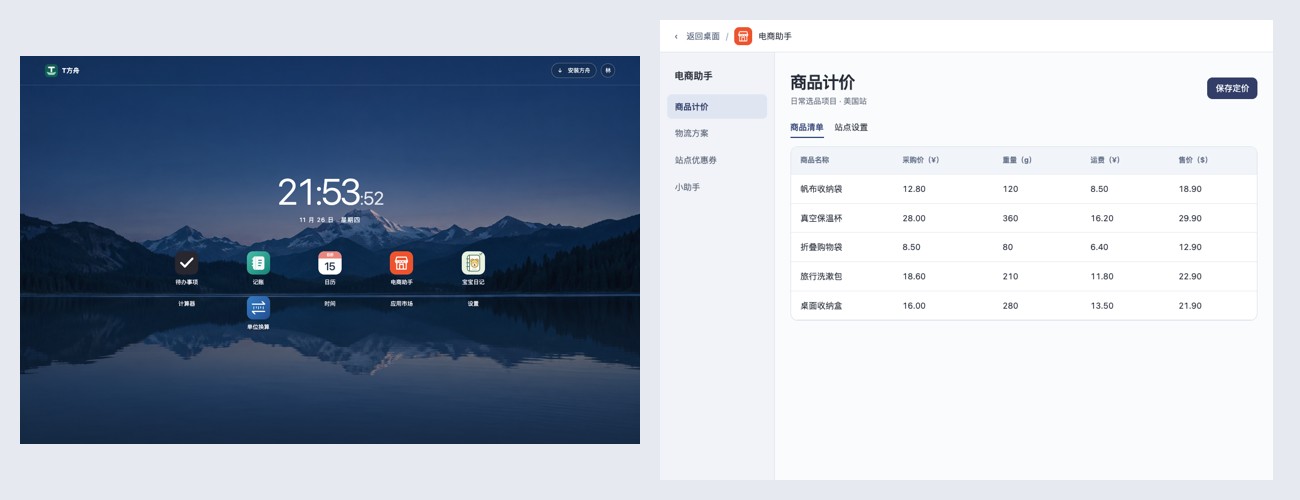 T方舟
安装方舟
林
21:53:52
11 月 26 日 星期四
15
待办事项
记账
日历
电商助手
宝宝日记
计算器
单位换算
时间
应用市场
设置
‹ 返回桌面 / 电商助手
电商助手
商品计价
物流方案
站点优惠券
小助手
商品计价
日常选品项目 · 美国站
保存定价
商品清单 站点设置
商品名称 采购价（¥） 重量（g） 运费（¥） 售价（$）
帆布收纳袋 12.80 120 8.50 18.90
真空保温杯 28.00 360 16.20 29.90
折叠购物袋 8.50 80 6.40 12.90
旅行洗漱包 18.60 210 11.80 22.90
桌面收纳盒 16.00 280 13.50 21.90